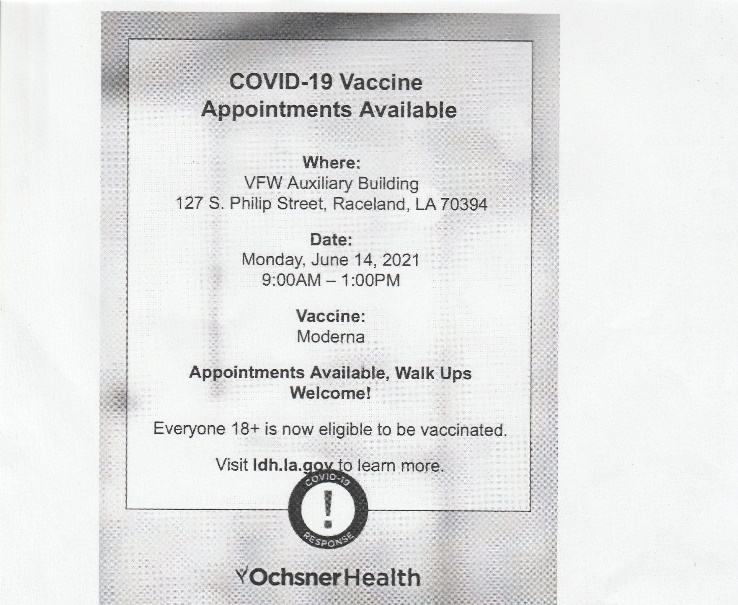 COVID-19 Vaccine
Appointments Available
Where:
VFW Auxiliary Building
127 S. Philip Street, Raceland, LA 70394
Date:
Monday, June 14, 2021
9:00AM – 1:00PM
Vaccine:
Moderna
Appointments Available, Walk Ups
Welcome!
Everyone 18+ is now eligible to be vaccinated.
Visit ldh.la.gov to learn more.
COVID-19
!
RESPONSE
Ochsner Health